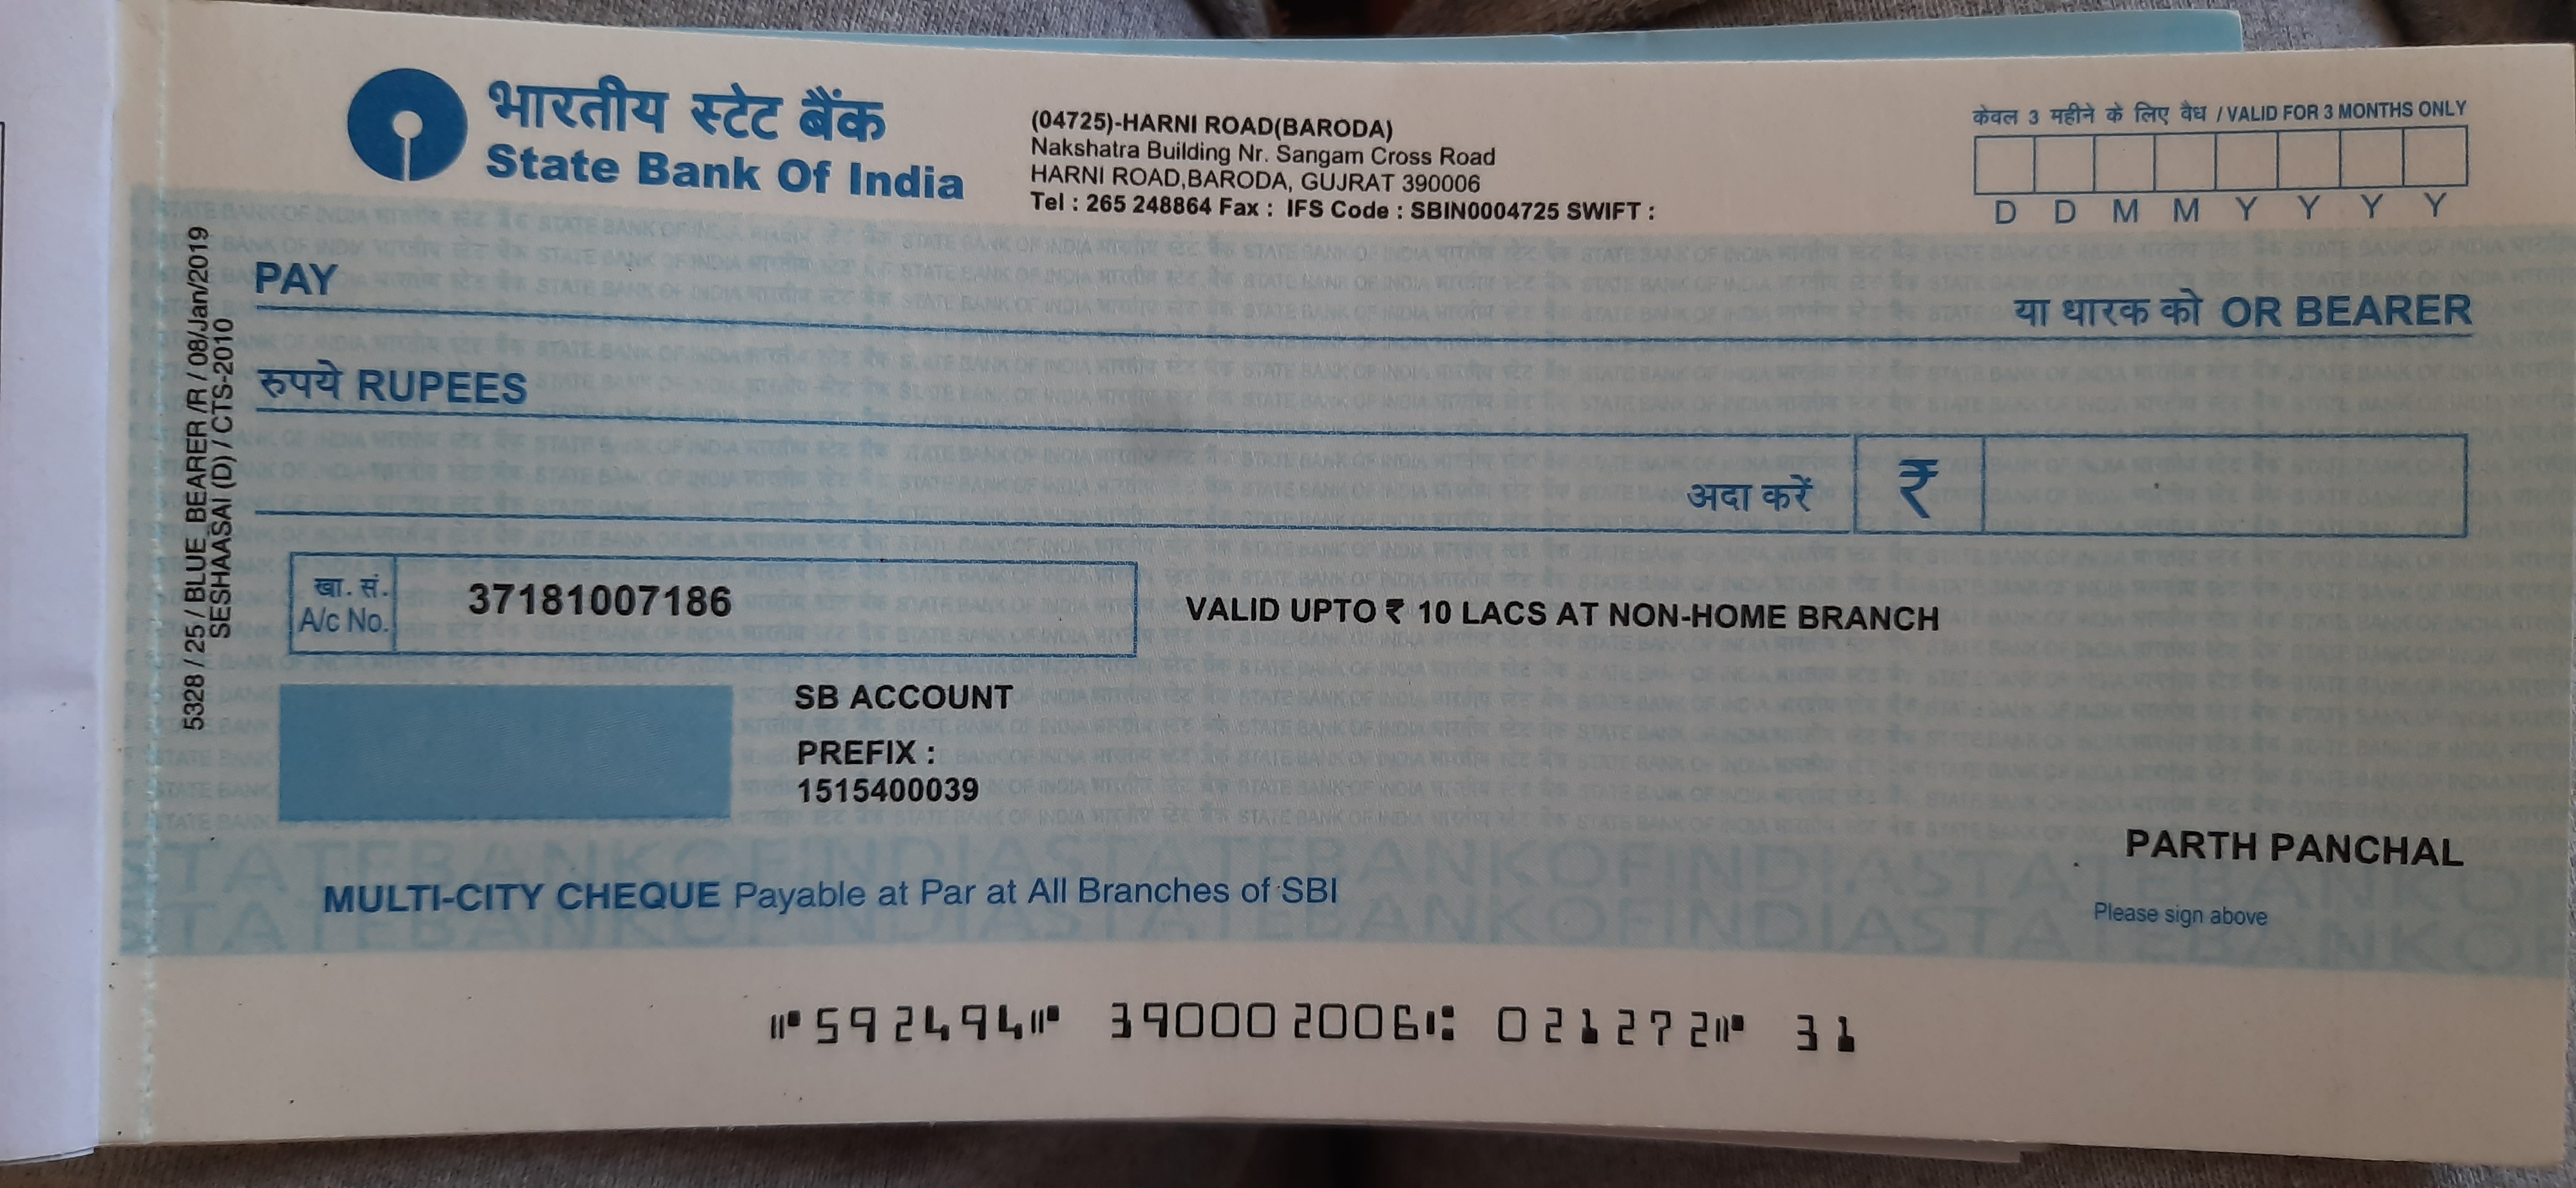 भारतीय स्टेट बैंक
State Bank Of India
(04725)-HARNI ROAD(BARODA)
Nakshatra Building Nr. Sangam Cross Road
HARNI ROAD,BARODA, GUJRAT 390006
Tel : 265 248864 Fax : IFS Code : SBIN0004725 SWIFT :
केवल 3 महीने के लिए वैध / VALID FOR 3 MONTHS ONLY
D D M M Y Y Y Y
PAY
या धारक को OR BEARER
रुपये RUPEES
अदा करें ₹
खा. सं.
A/c No.
37181007186
VALID UPTO ₹ 10 LACS AT NON-HOME BRANCH
SB ACCOUNT
PREFIX :
1515400039
PARTH PANCHAL
MULTI-CITY CHEQUE Payable at Par at All Branches of SBI
Please sign above
⑈592494⑈ 390002006⑆ 021272⑈ 31
5328 / 25 / BLUE_BEARER /R / 08/Jan/2019
SESHAASAI (D) / CTS-2010